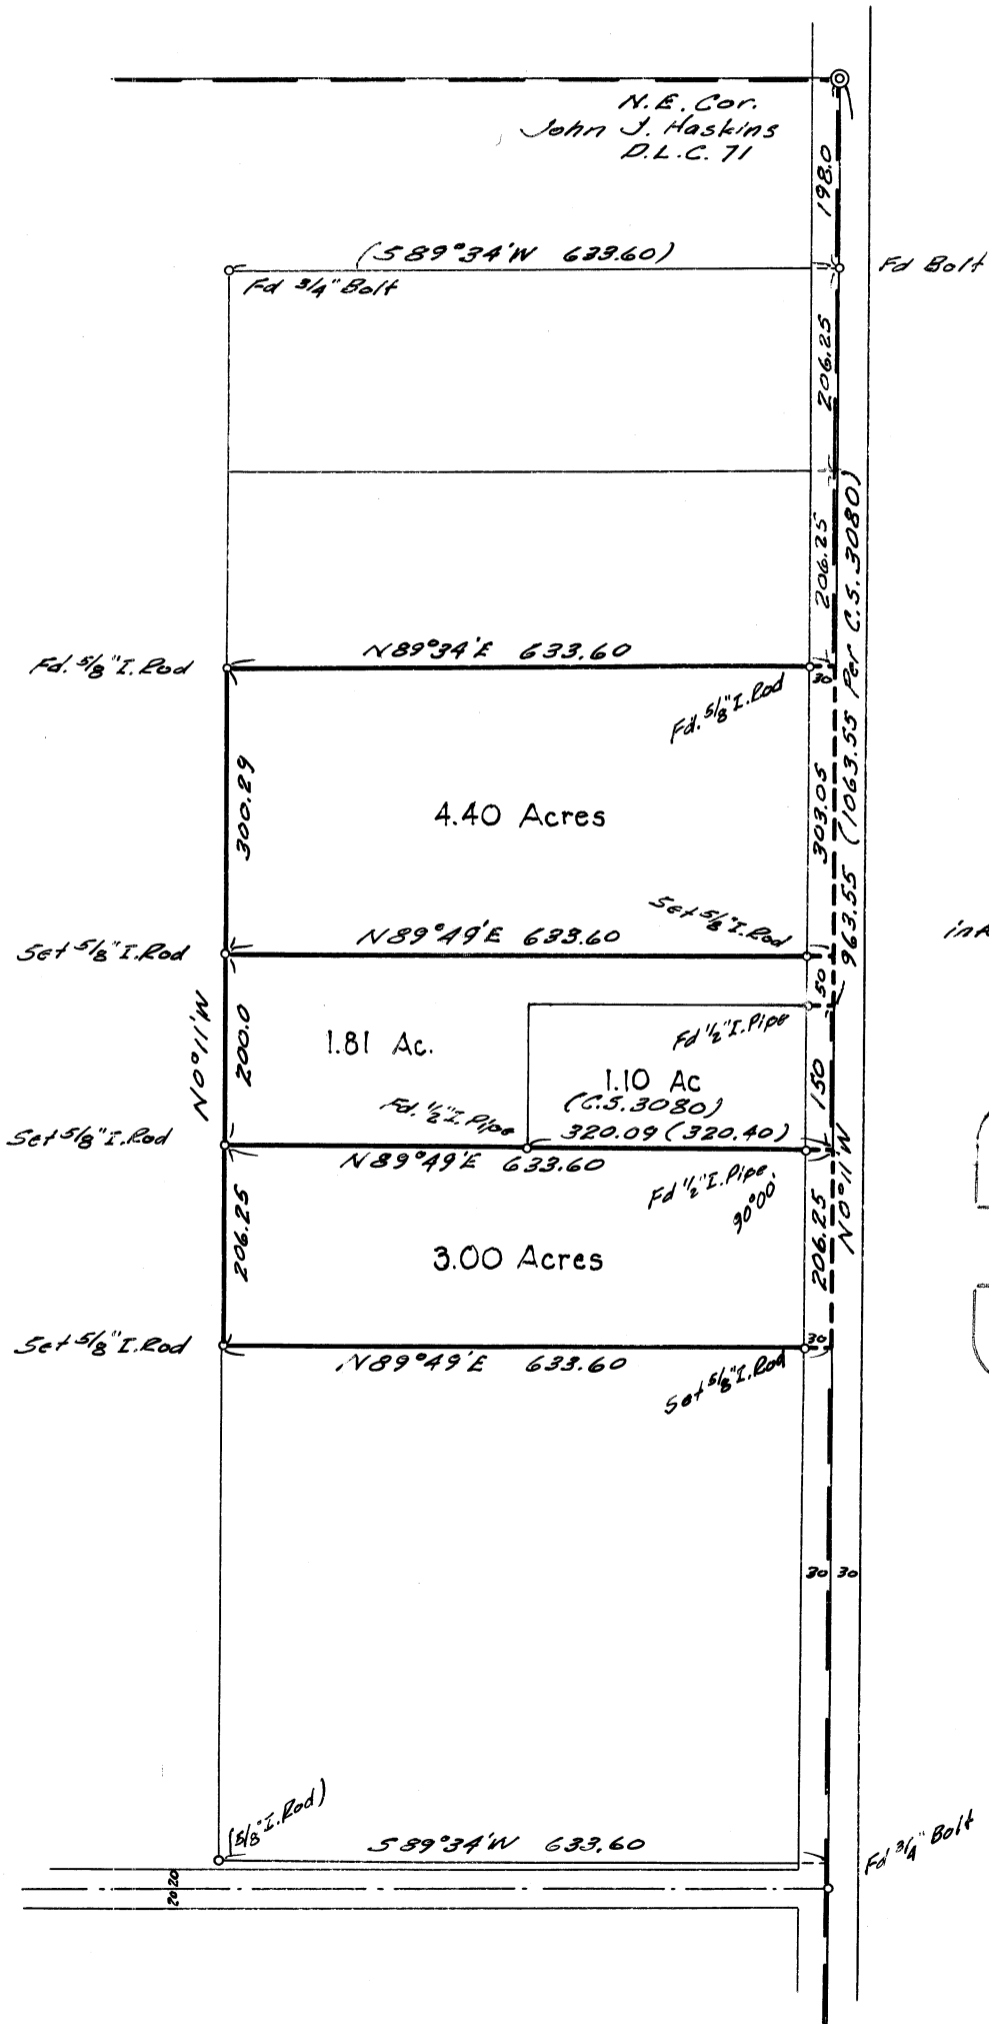 N.E. Cor.
John J. Haskins
D.L.C. 71
198.0
(S89°34'W 633.60)
Fd Bolt
Fd 3/4" Bolt
206.25
206.25
963.55 (1063.55 Per C.S. 3080)
N89°34'E 633.60
Fd. 5/8" I.Rod
30
Fd. 5/8" I.Rod
300.29
4.40 Acres
303.05
Set 5/8" I.Rod
N89°49'E 633.60
Set 5/8" I.Rod
50
N0°11'W
200.0
1.81 Ac.
Fd 1/2" I.Pipe
1.10 Ac
(C.S. 3080)
150
Fd. 1/2" I.Pipe
320.09 (320.40)
Set 5/8" I.Rod
N89°49'E 633.60
Fd 1/2" I.Pipe
90°00'
N0°11'W
206.25
3.00 Acres
206.25
Set 5/8" I.Rod
30
N89°49'E 633.60
Set 5/8" I.Rod
30 30
(5/8" I.Rod)
S89°34'W 633.60
Fd 3/4" Bolt
20 20